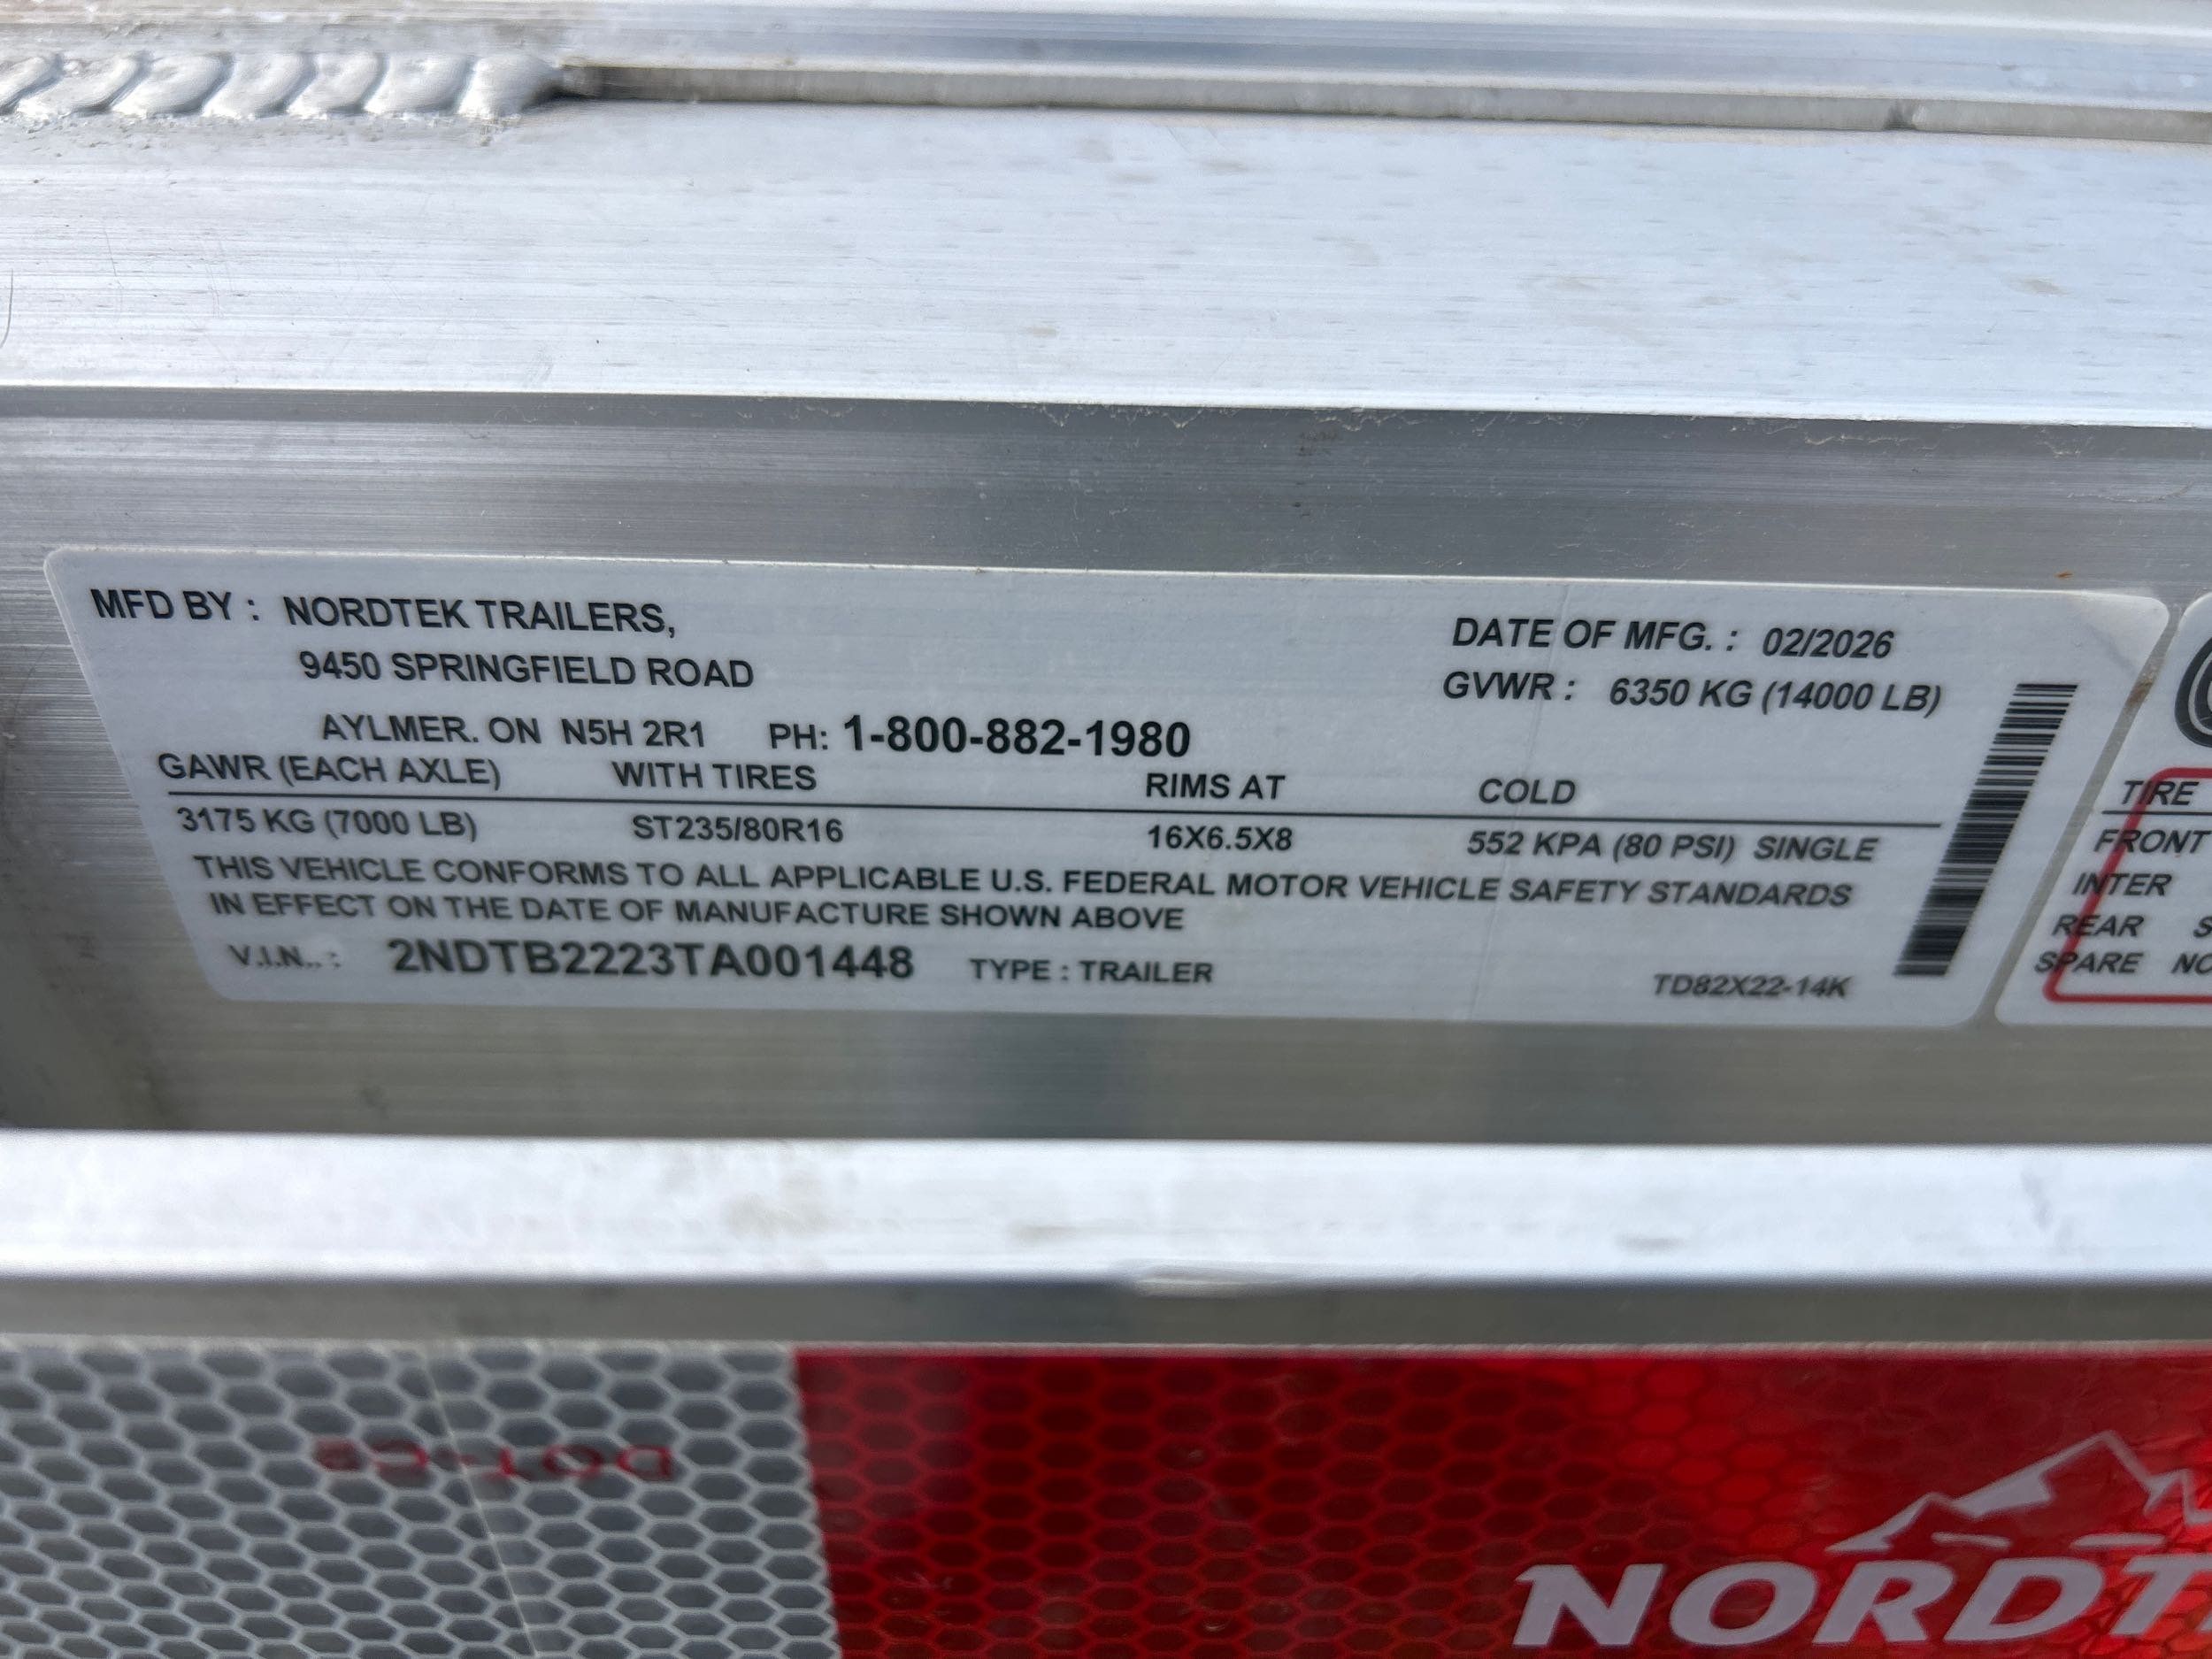 MFD BY : NORDTEK TRAILERS,
9450 SPRINGFIELD ROAD
AYLMER. ON N5H 2R1 PH: 1-800-882-1980
DATE OF MFG. : 02/2026
GVWR : 6350 KG (14000 LB)
GAWR (EACH AXLE) WITH TIRES RIMS AT COLD
3175 KG (7000 LB) ST235/80R16 16X6.5X8 552 KPA (80 PSI) SINGLE
THIS VEHICLE CONFORMS TO ALL APPLICABLE U.S. FEDERAL MOTOR VEHICLE SAFETY STANDARDS
IN EFFECT ON THE DATE OF MANUFACTURE SHOWN ABOVE
V.I.N.. : 2NDTB2223TA001448 TYPE : TRAILER
TD82X22-14K
TIRE
FRONT
INTER
REAR S
SPARE NO
DOT-C2
NORDT